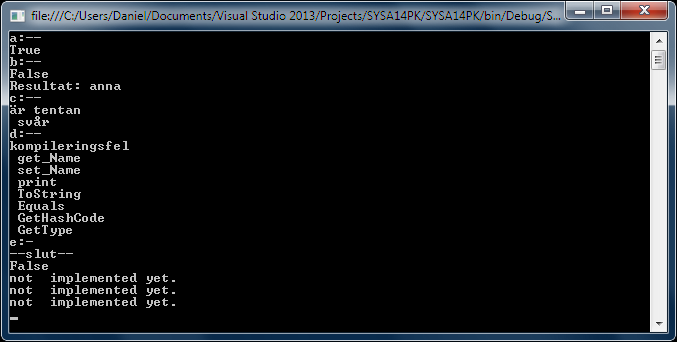 file:///C:/Users/Daniel/Documents/Visual Studio 2013/Projects/SYSA14PK/SYSA14PK/bin/Debug/S...
a:--
True
b:--
False
Resultat: anna
c:--
är tentan
 svår
d:--
kompileringsfel
 get_Name
 set_Name
 print
 ToString
 Equals
 GetHashCode
 GetType
e:-
--slut--
False
not  implemented yet.
not  implemented yet.
not  implemented yet.